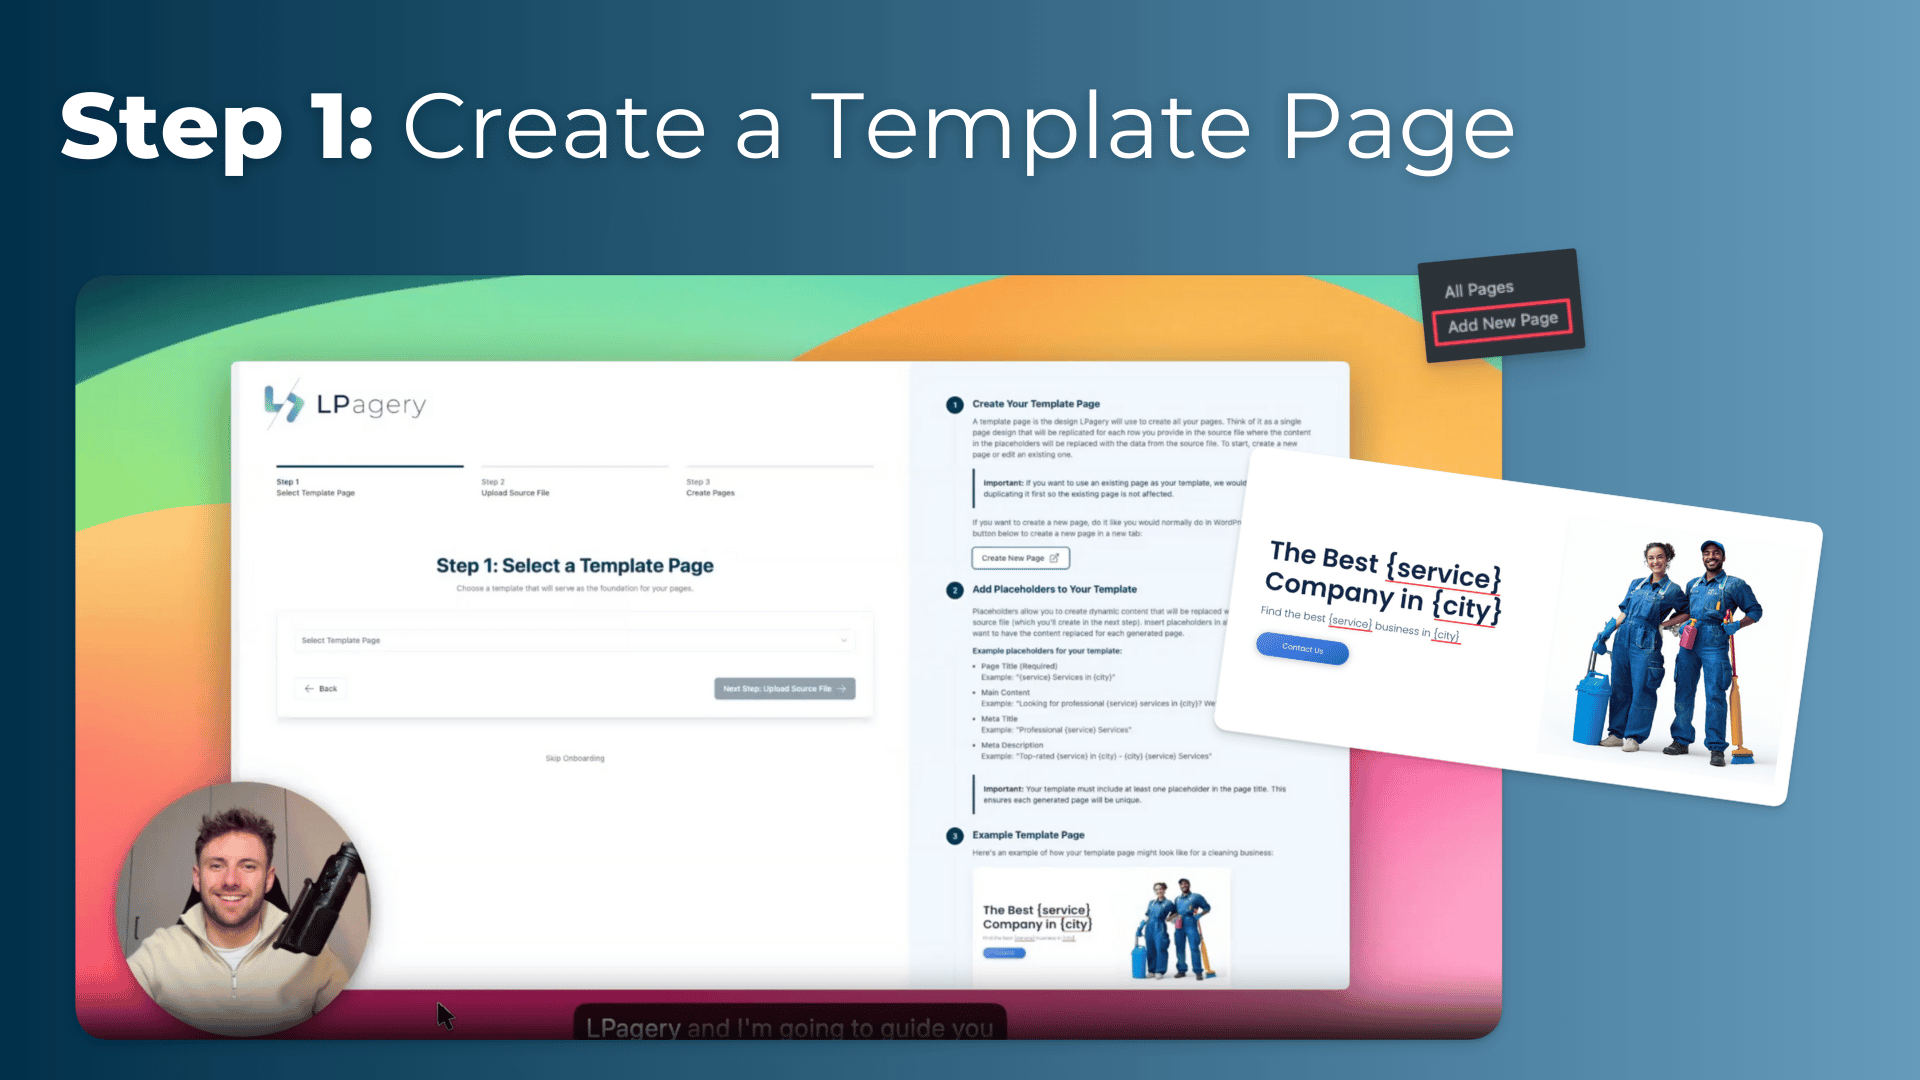 Step 1: Create a Template Page
All Pages
Add New Page
LPagery
Step 1
Select Template Page
Step 2
Upload Source File
Step 3
Create Pages
Step 1: Select a Template Page
Choose a template that will serve as the foundation for your pages.
Select Template Page
Back
Next Step: Upload Source File
Skip Onboarding
1
Create Your Template Page
A template page is the design LPagery will use to create all your pages. Think of it as a single
page design that will be replicated for each row you provide in the source file where the content
in the placeholders will be replaced with the data from the source file. To start, create a new
page or edit an existing one.
Important: If you want to use an existing page as your template, we would
duplicating it first so the existing page is not affected.
If you want to create a new page, do it like you would normally do in WordPr
button below to create a new page in a new tab:
Create New Page
2
Add Placeholders to Your Template
Placeholders allow you to create dynamic content that will be replaced w
source file (which you'll create in the next step). Insert placeholders in al
want to have the content replaced for each generated page.
Example placeholders for your template:
• Page Title (Required)
Example: "{service} Services in {city}"
• Main Content
Example: "Looking for professional {service} services in {city}? We
• Meta Title
Example: "Professional {service} Services"
• Meta Description
Example: "Top-rated {service} in {city} - {city} {service} Services"
Important: Your template must include at least one placeholder in the page title. This
ensures each generated page will be unique.
3
Example Template Page
Here's an example of how your template page might look like for a cleaning business:
The Best {service}
Company in {city}
Find the best {service} business in {city}
The Best {service}
Company in {city}
Find the best {service} business in {city}
Contact Us
LPagery and I'm going to guide you